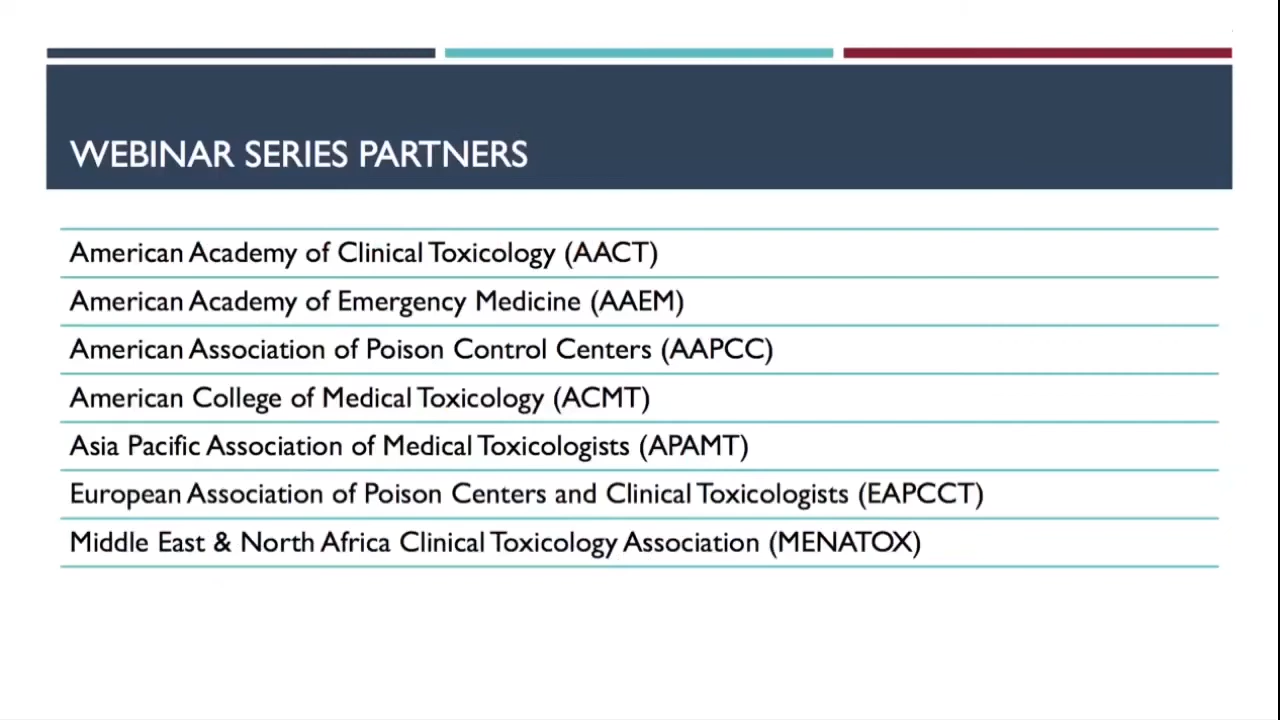 WEBINAR SERIES PARTNERS
American Academy of Clinical Toxicology (AACT)
American Academy of Emergency Medicine (AAEM)
American Association of Poison Control Centers (AAPCC)
American College of Medical Toxicology (ACMT)
Asia Pacific Association of Medical Toxicologists (APAMT)
European Association of Poison Centers and Clinical Toxicologists (EAPCCT)
Middle East & North Africa Clinical Toxicology Association (MENATOX)